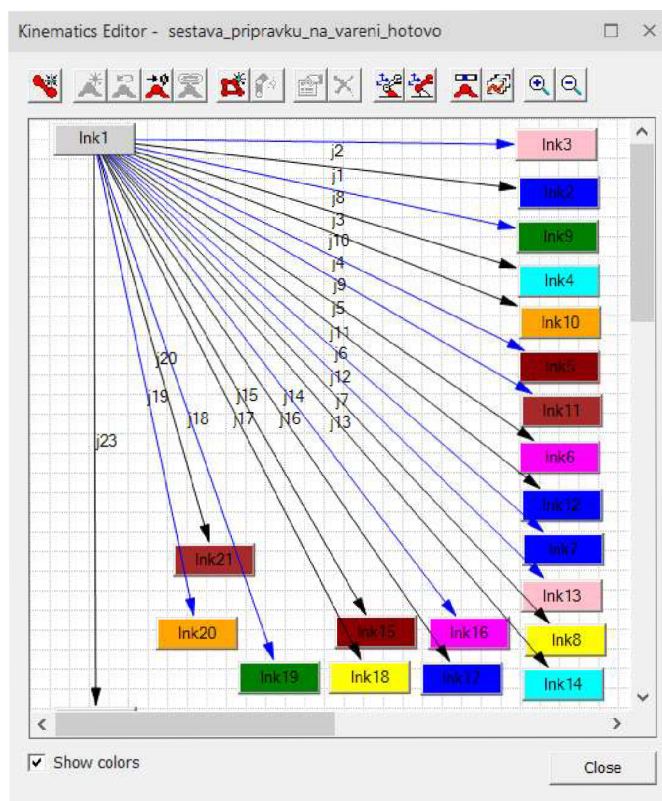 Kinematics Editor - sestava_pripravku_na_vareni_hotovo
lnk1
lnk3
j2
j1
lnk2
j8
j3
lnk9
j10
j4
lnk4
j9
j5
lnk10
j11
j6
j20
lnk5
j12
j19
j15
j14
j7
lnk11
j18
j17
j16
j13
j23
lnk6
lnk12
lnk7
lnk21
lnk13
lnk20
lnk15
lnk16
lnk8
lnk19
lnk18
lnk17
lnk14
Show colors
Close